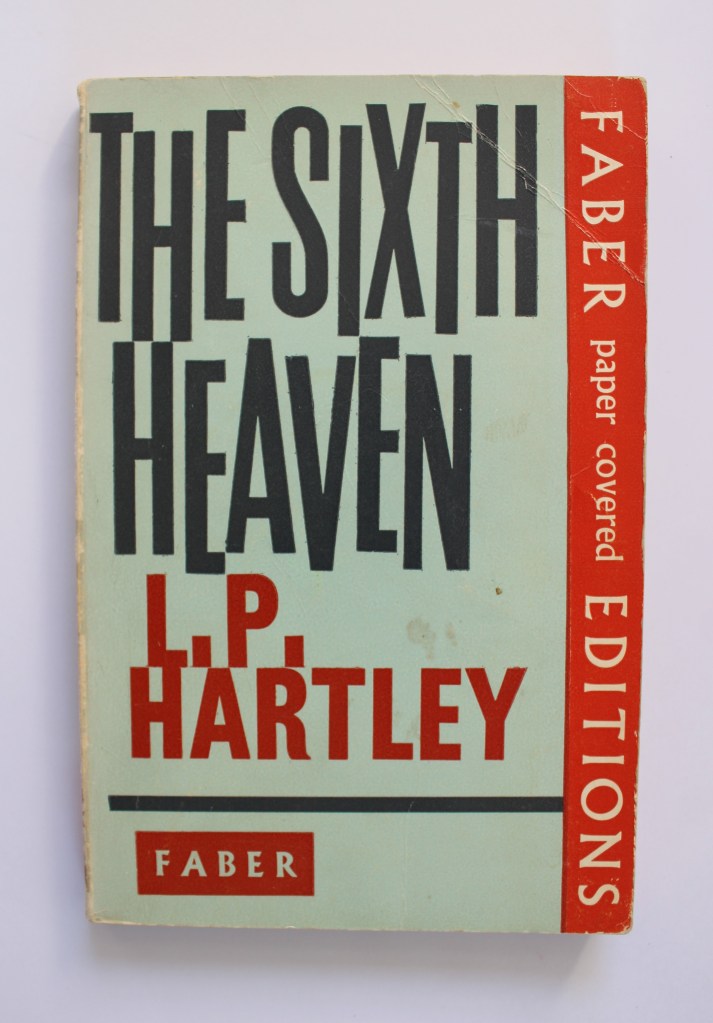 THE SIXTH
HEAVEN
L.P.
HARTLEY
FABER
FABER paper covered EDITIONS